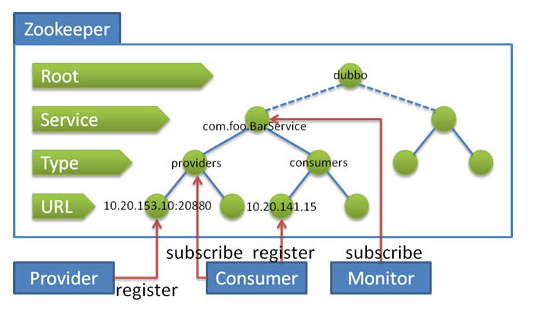 Zookeeper
Root
dubbo
Service
com.foo.BarService
Type
providers
consumers
URL
10.20.153.10:20880
10.20.141.15
subscribe
register
subscribe
Provider
Consumer
Monitor
register